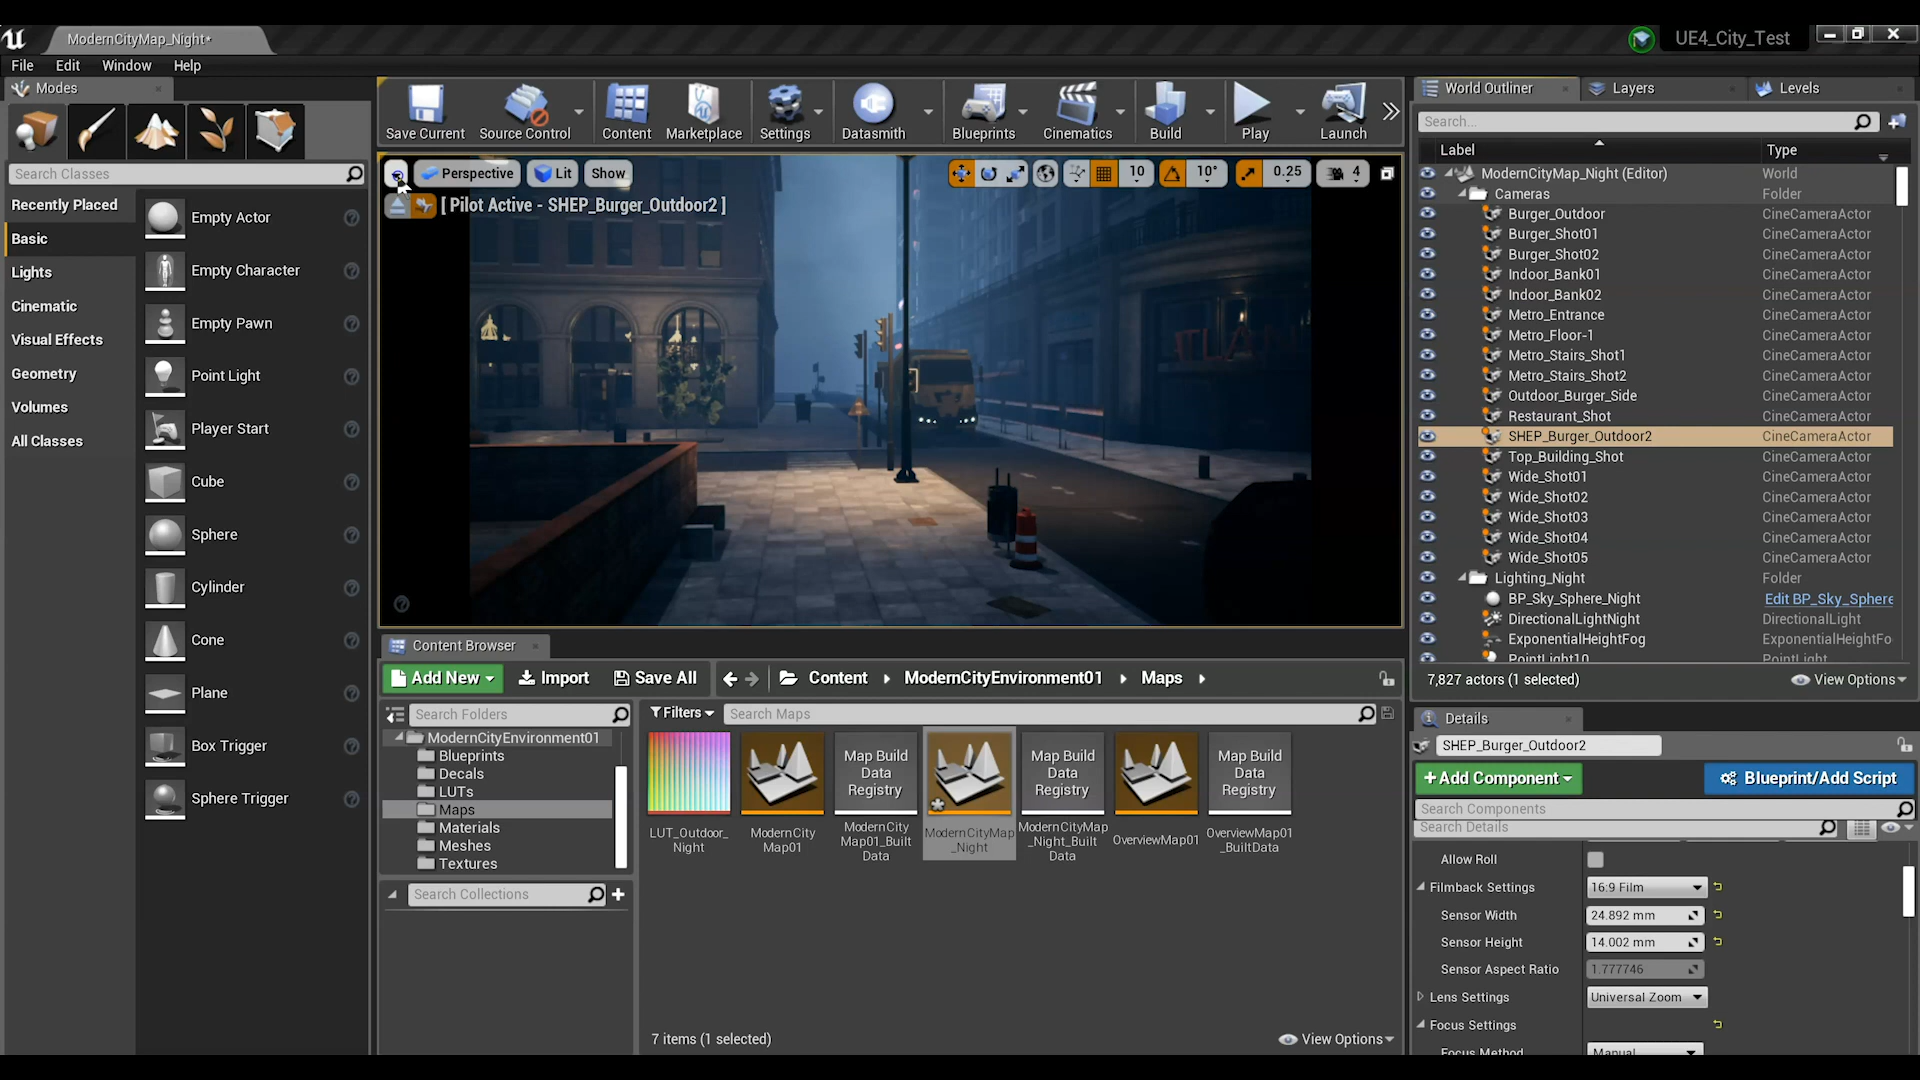 ModernCityMap_Night*
UE4_City_Test
File Edit Window Help
Modes
Search Classes
Recently Placed
Basic
Lights
Cinematic
Visual Effects
Geometry
Volumes
All Classes
Empty Actor
Empty Character
Empty Pawn
Point Light
Player Start
Cube
Sphere
Cylinder
Cone
Plane
Box Trigger
Sphere Trigger
Save Current
Source Control
Content
Marketplace
Settings
Datasmith
Blueprints
Cinematics
Build
Play
Launch
Perspective
Lit
Show
10
10°
0.25
4
[ Pilot Active - SHEP_Burger_Outdoor2 ]
Content Browser
Add New
Import
Save All
Content
ModernCityEnvironment01
Maps
Search Folders
ModernCityEnvironment01
Blueprints
Decals
LUTs
Maps
Materials
Meshes
Textures
Search Collections
Filters
Search Maps
LUT_Outdoor_
Night
ModernCity
Map01
Map Build
Data
Registry
ModernCity
Map01_Built
Data
ModernCityMap
_Night
Map Build
Data
Registry
ModernCityMap
_Night_Built
Data
OverviewMap01
Map Build
Data
Registry
OverviewMap01
_BuiltData
7 items (1 selected)
View Options
World Outliner
Layers
Levels
Search...
Label Type
ModernCityMap_Night (Editor) World
Cameras Folder
Burger_Outdoor CineCameraActor
Burger_Shot01 CineCameraActor
Burger_Shot02 CineCameraActor
Indoor_Bank01 CineCameraActor
Indoor_Bank02 CineCameraActor
Metro_Entrance CineCameraActor
Metro_Floor-1 CineCameraActor
Metro_Stairs_Shot1 CineCameraActor
Metro_Stairs_Shot2 CineCameraActor
Outdoor_Burger_Side CineCameraActor
Restaurant_Shot CineCameraActor
SHEP_Burger_Outdoor2 CineCameraActor
Top_Building_Shot CineCameraActor
Wide_Shot01 CineCameraActor
Wide_Shot02 CineCameraActor
Wide_Shot03 CineCameraActor
Wide_Shot04 CineCameraActor
Wide_Shot05 CineCameraActor
Lighting_Night Folder
BP_Sky_Sphere_Night Edit BP_Sky_Sphere
DirectionalLightNight DirectionalLight
ExponentialHeightFog ExponentialHeightFo
PointLight10 PointLight
7,827 actors (1 selected)
View Options
Details
SHEP_Burger_Outdoor2
+Add Component
Blueprint/Add Script
Search Components
Search Details
Allow Roll
Filmback Settings 16:9 Film
Sensor Width 24.892 mm
Sensor Height 14.002 mm
Sensor Aspect Ratio 1.777746
Lens Settings Universal Zoom
Focus Settings
Focus Method Manual